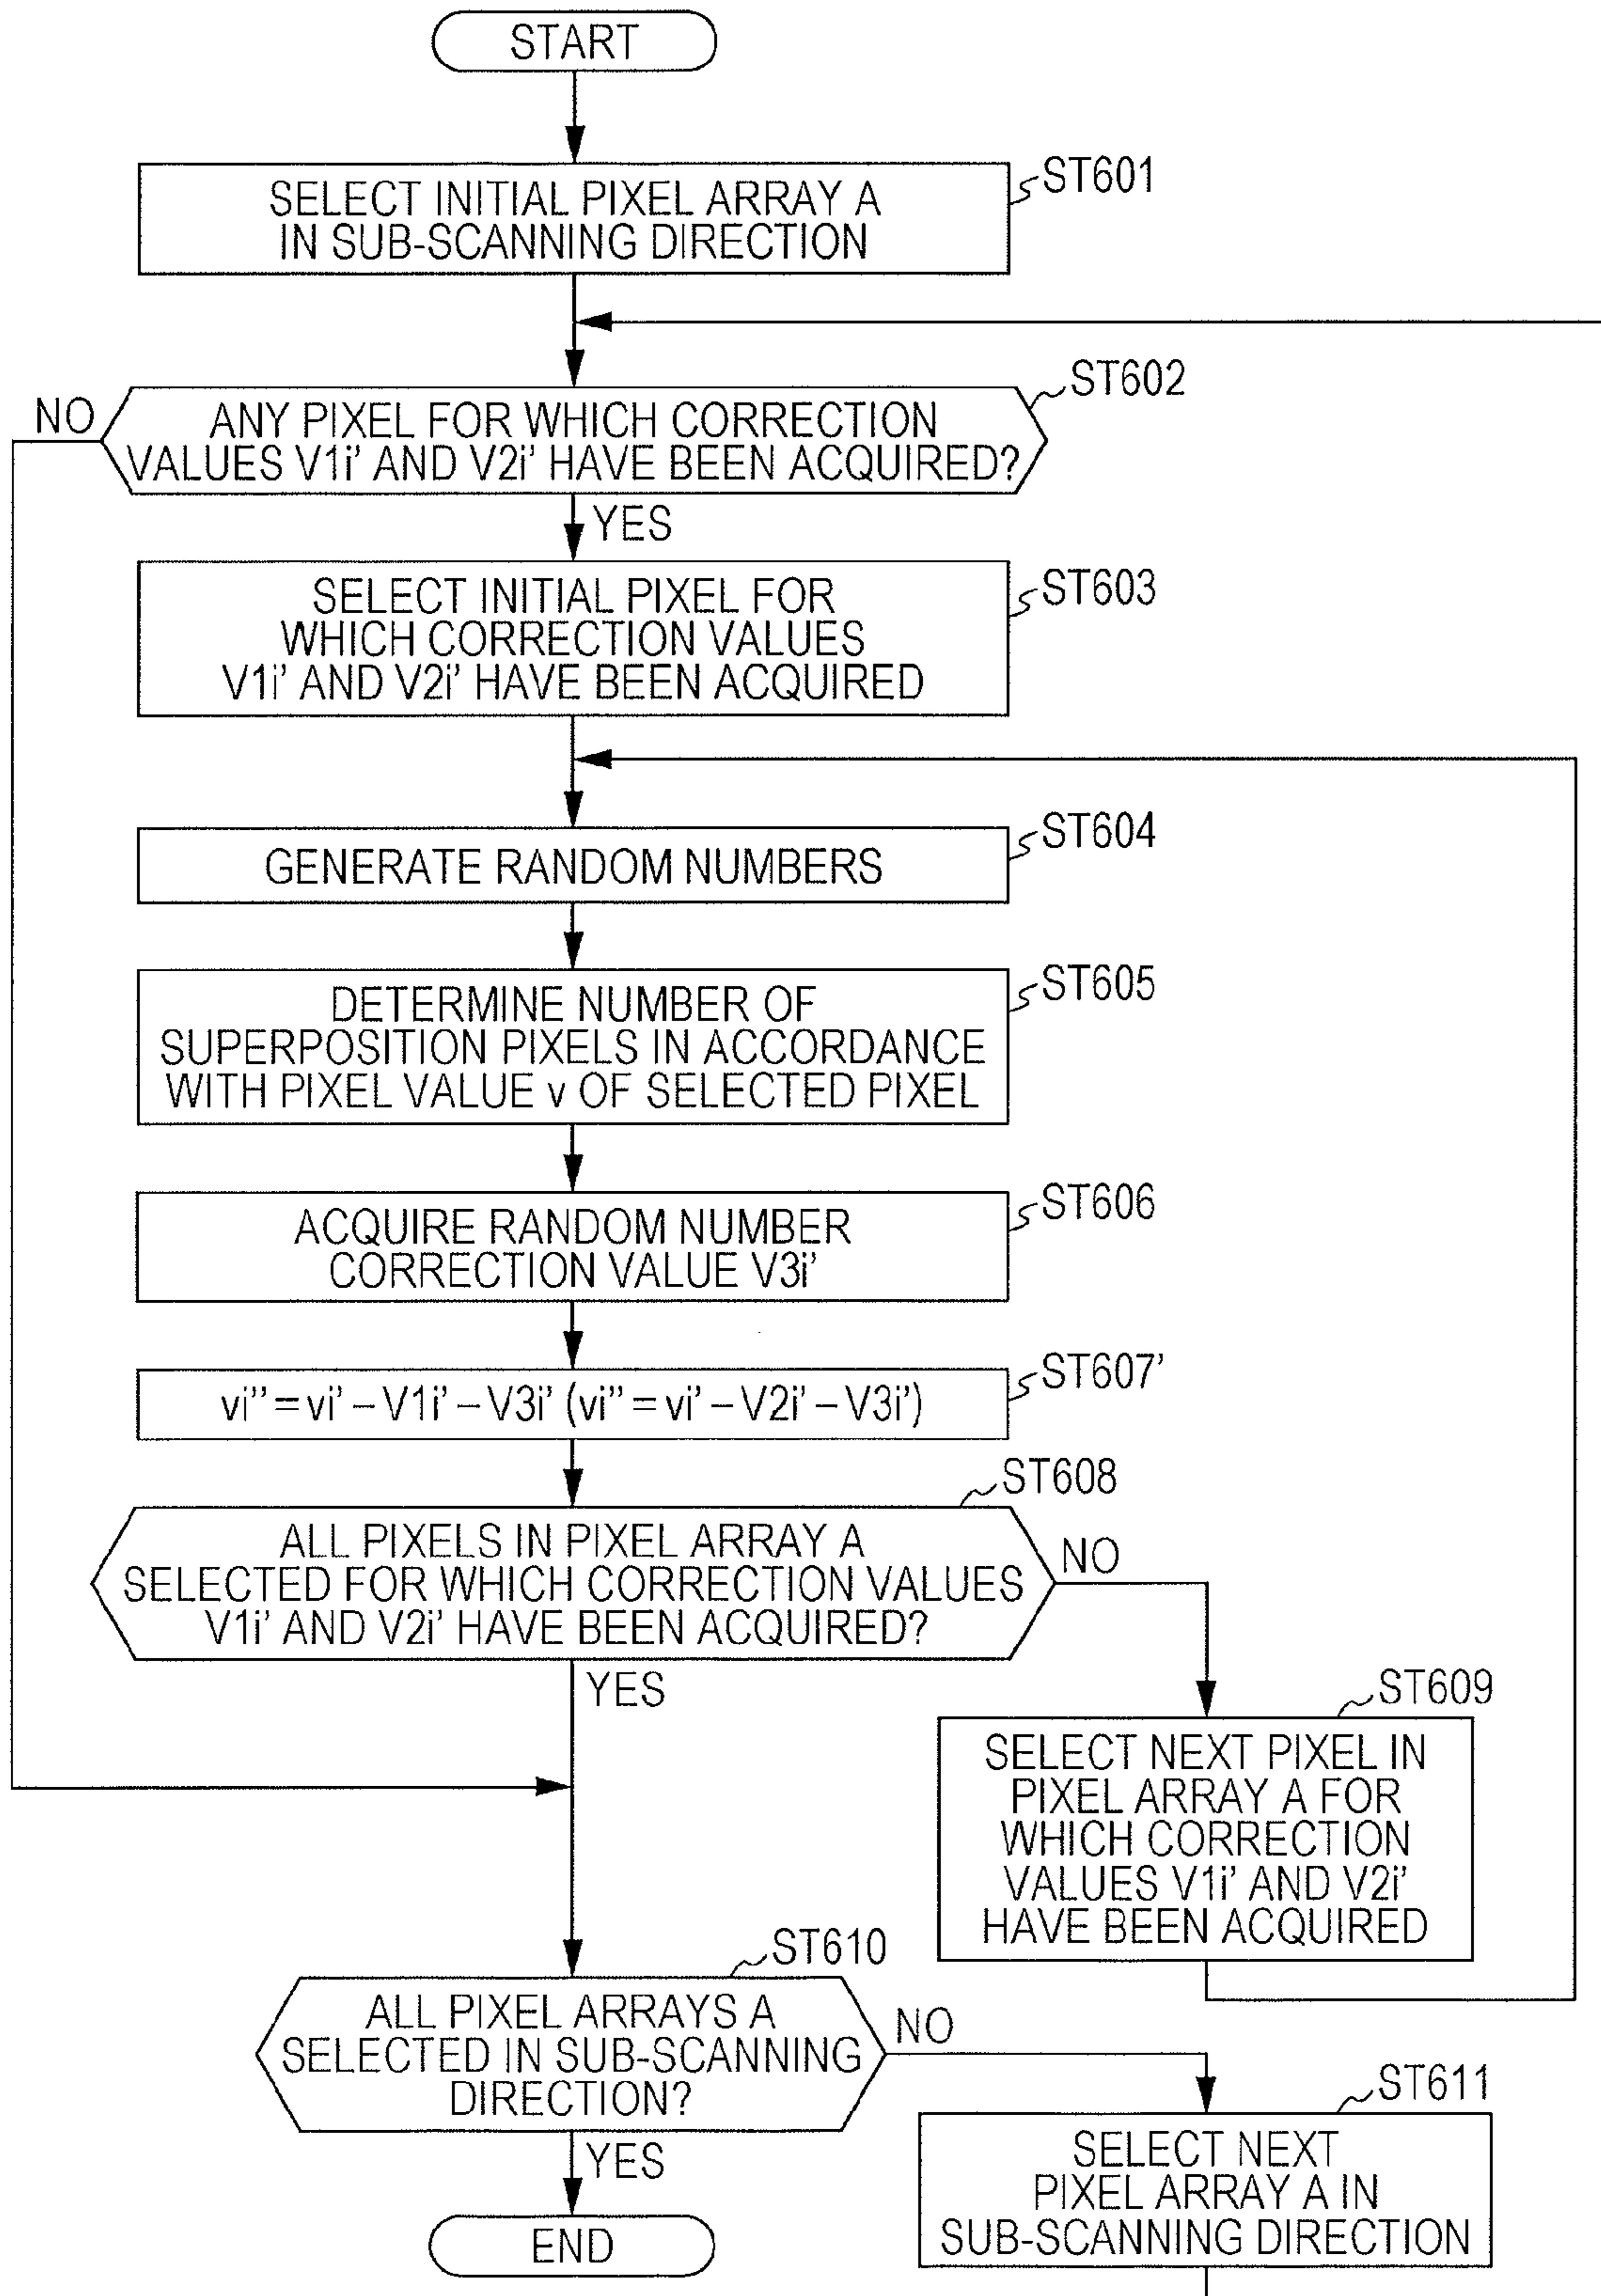 START
ST601
SELECT INITIAL PIXEL ARRAY A
IN SUB-SCANNING DIRECTION
ST602
NO
ANY PIXEL FOR WHICH CORRECTION
VALUES V1i' AND V2i' HAVE BEEN ACQUIRED?
YES
ST603
SELECT INITIAL PIXEL FOR
WHICH CORRECTION VALUES
V1i' AND V2i' HAVE BEEN ACQUIRED
ST604
GENERATE RANDOM NUMBERS
ST605
DETERMINE NUMBER OF
SUPERPOSITION PIXELS IN ACCORDANCE
WITH PIXEL VALUE v OF SELECTED PIXEL
ST606
ACQUIRE RANDOM NUMBER
CORRECTION VALUE V3i'
ST607'
vi'' = vi' – V1i' – V3i' (vi'' = vi' – V2i' – V3i')
ST608
ALL PIXELS IN PIXEL ARRAY A
SELECTED FOR WHICH CORRECTION VALUES
V1i' AND V2i' HAVE BEEN ACQUIRED?
NO
YES
ST609
SELECT NEXT PIXEL IN
PIXEL ARRAY A FOR
WHICH CORRECTION
VALUES V1i' AND V2i'
HAVE BEEN ACQUIRED
ST610
ALL PIXEL ARRAYS A
SELECTED IN SUB-SCANNING
DIRECTION?
NO
YES
ST611
SELECT NEXT
PIXEL ARRAY A IN
SUB-SCANNING DIRECTION
END